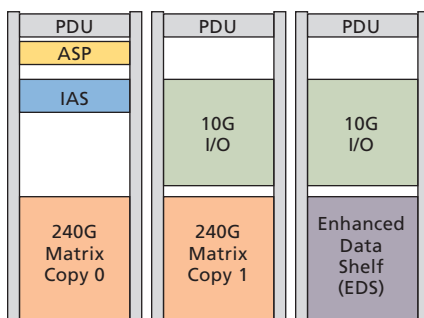 PDU
ASP
IAS
240G
Matrix
Copy 0
PDU
10G
I/O
240G
Matrix
Copy 1
PDU
10G
I/O
Enhanced
Data
Shelf
(EDS)